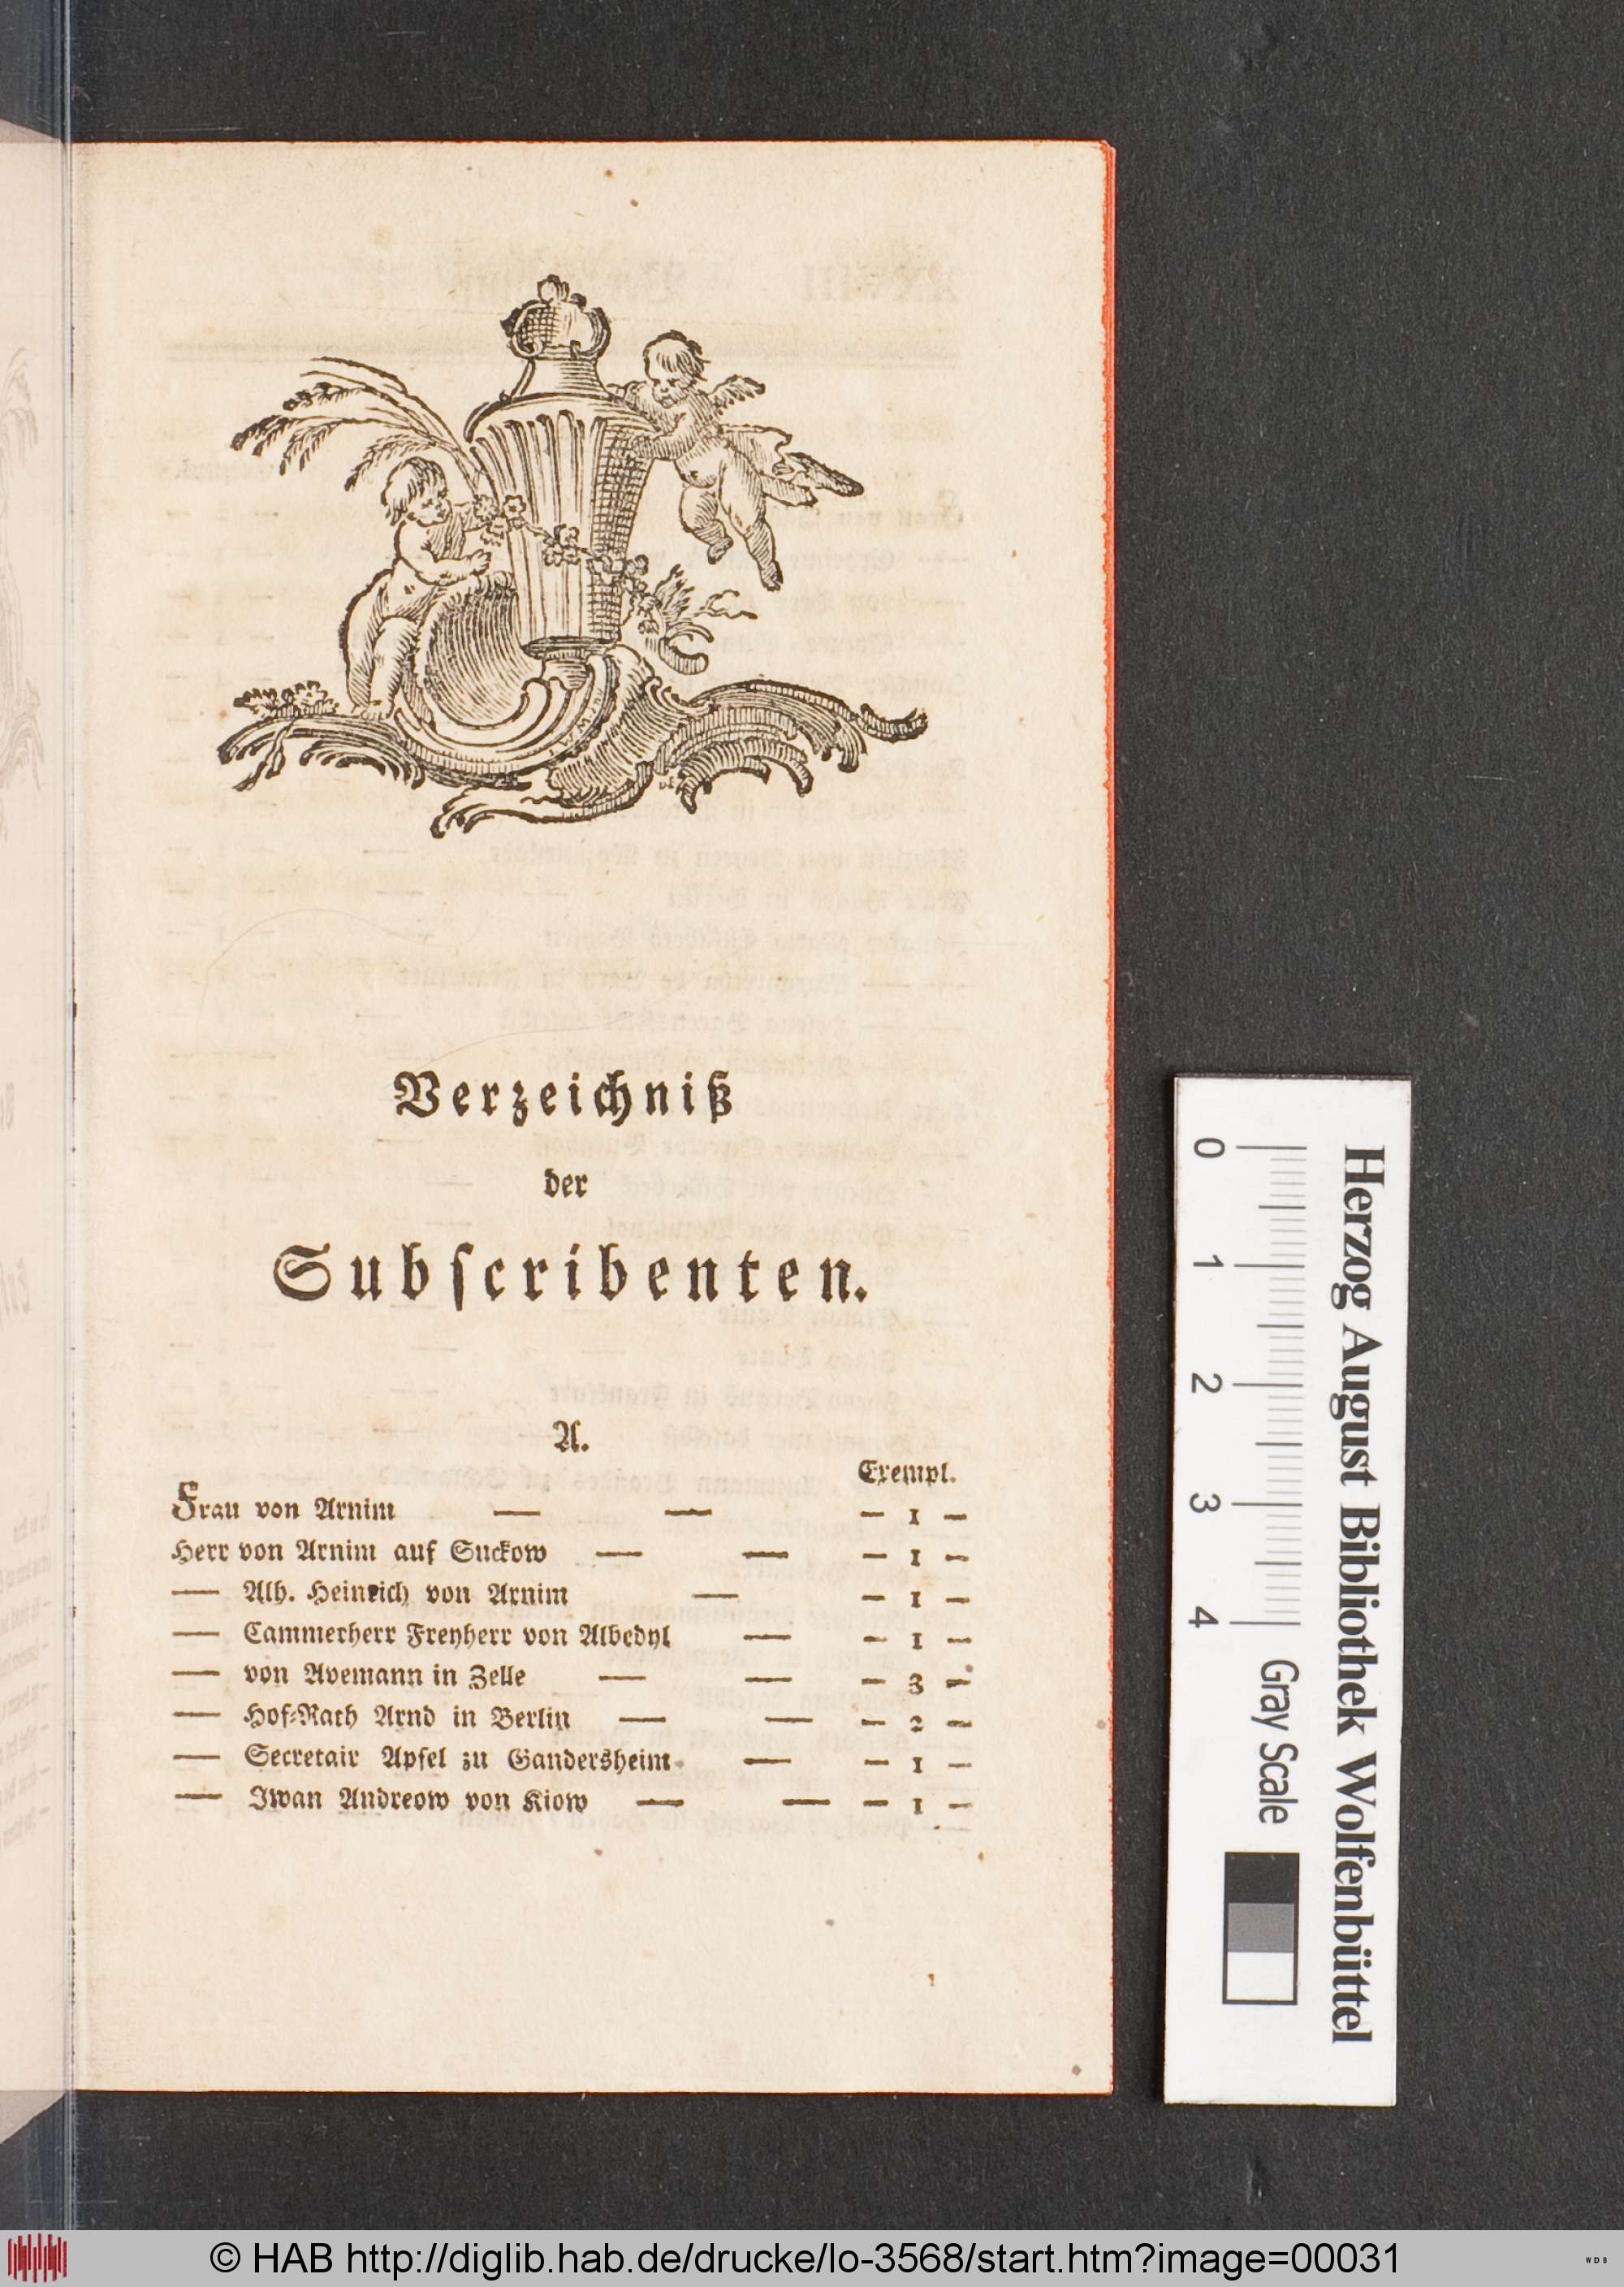 Verzeichniß
der
Subſcribenten.
A.
Exempl.
Frau von Arnim — — – 1 –
Herr von Arnim auf Suckow — — – 1 –
— Alb. Heinrich von Arnim — – 1 –
— Cammerherr Freyherr von Albedyl — – 1 –
— von Avemann in Zelle — — – 3 –
— Hof-Rath Arnd in Berlin — — – 2 –
— Secretair Apfel zu Gandersheim — – 1 –
— Iwan Andreow von Kiow — — – 1 –
Herzog August Bibliothek Wolfenbüttel
0 1 2 3 4
Gray Scale
© HAB http://diglib.hab.de/drucke/lo-3568/start.htm?image=00031
WDB